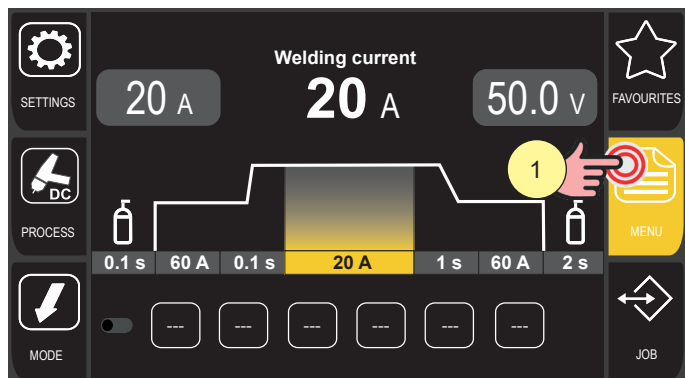 SETTINGS
PROCESS
DC
MODE
Welding current
20 A
20 A
50.0 V
1
0.1 s 60 A 0.1 s 20 A 1 s 60 A 2 s
--- --- --- --- --- ---
FAVOURITES
MENU
JOB